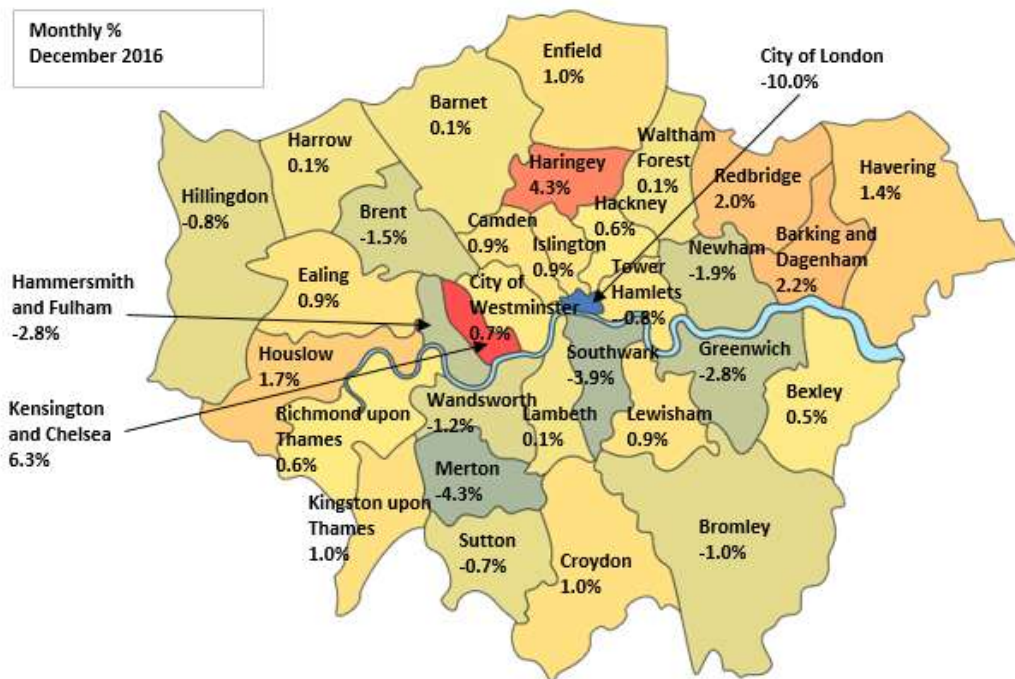 Monthly %
December 2016
Enfield
1.0%
City of London
-10.0%
Barnet
0.1%
Harrow
0.1%
Waltham
Forest
0.1%
Haringey
4.3%
Redbridge
2.0%
Havering
1.4%
Hillingdon
-0.8%
Brent
-1.5%
Camden
0.9%
Hackney
0.6%
Islington
0.9%
Newham
-1.9%
Barking and
Dagenham
2.2%
Ealing
0.9%
City of
Westminster
0.7%
Tower
Hamlets
0.8%
Hammersmith
and Fulham
-2.8%
Houslow
1.7%
Southwark
-3.9%
Greenwich
-2.8%
Bexley
0.5%
Kensington
and Chelsea
6.3%
Richmond upon
Thames
0.6%
Wandsworth
-1.2%
Lambeth
0.1%
Lewisham
0.9%
Merton
-4.3%
Kingston upon
Thames
1.0%
Sutton
-0.7%
Croydon
1.0%
Bromley
-1.0%